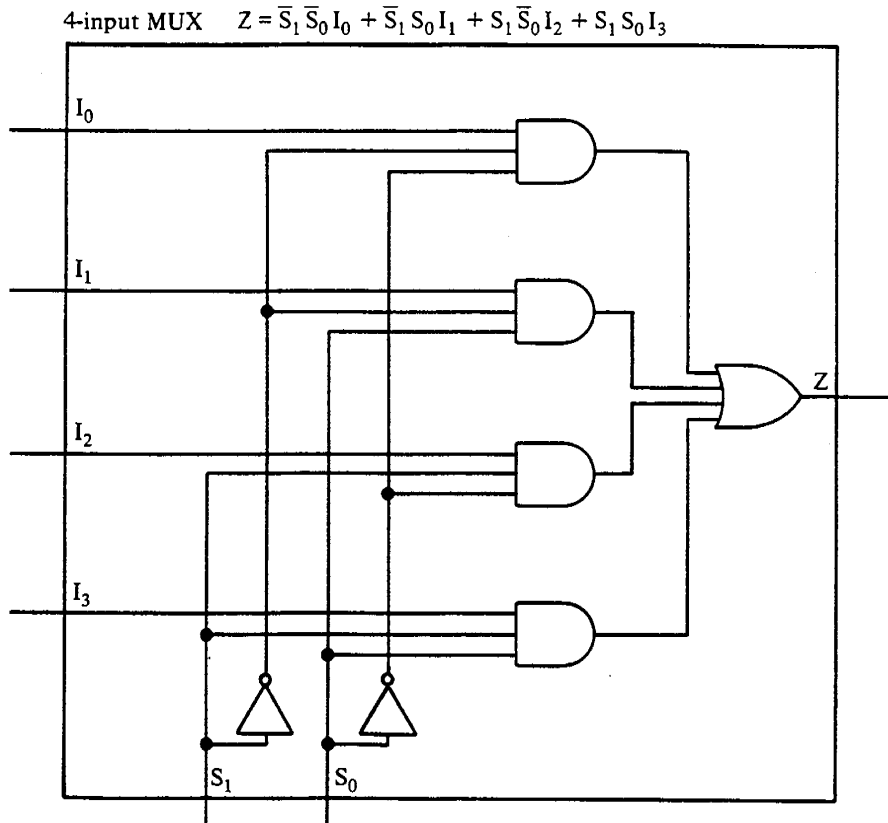 4-input MUX Z = S̅₁ S̅₀ I₀ + S̅₁ S₀ I₁ + S₁ S̅₀ I₂ + S₁ S₀ I₃
I₀
I₁
I₂
Z
I₃
S₁ S₀